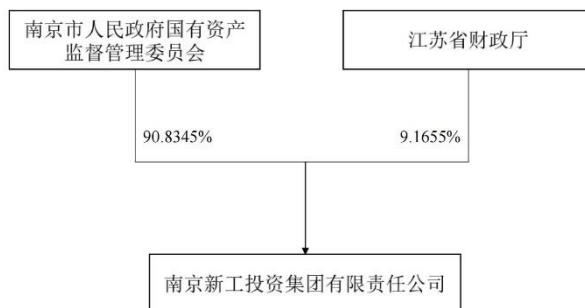 南京市人民政府国有资产
监督管理委员会
江苏省财政厅
90.8345%
9.1655%
南京新工投资集团有限责任公司